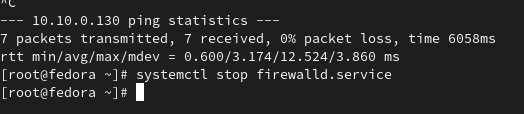 ^C
--- 10.10.0.130 ping statistics ---
7 packets transmitted, 7 received, 0% packet loss, time 6058ms
rtt min/avg/max/mdev = 0.600/3.174/12.524/3.860 ms
[root@fedora ~]# systemctl stop firewalld.service
[root@fedora ~]#